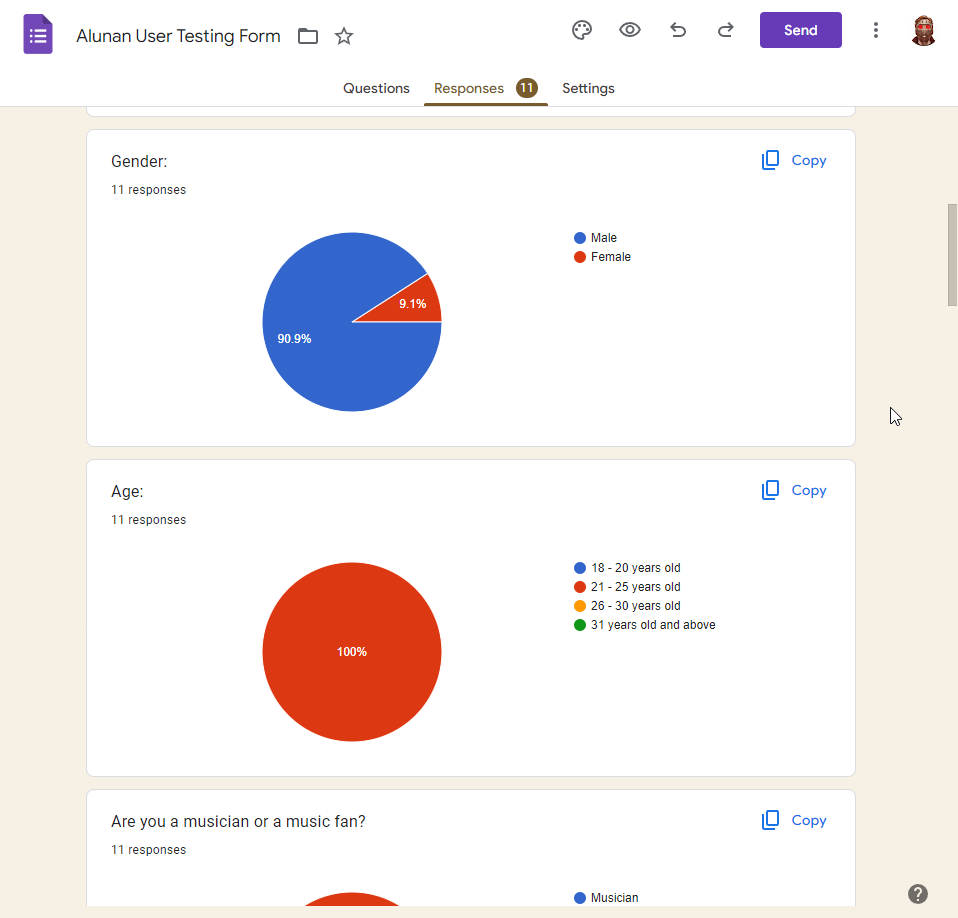 Alunan User Testing Form
Send
Questions
Responses 11
Settings
Gender:
Copy
11 responses
Male
Female
9.1%
90.9%
Age:
Copy
11 responses
18 - 20 years old
21 - 25 years old
26 - 30 years old
31 years old and above
100%
Are you a musician or a music fan?
Copy
11 responses
Musician
?